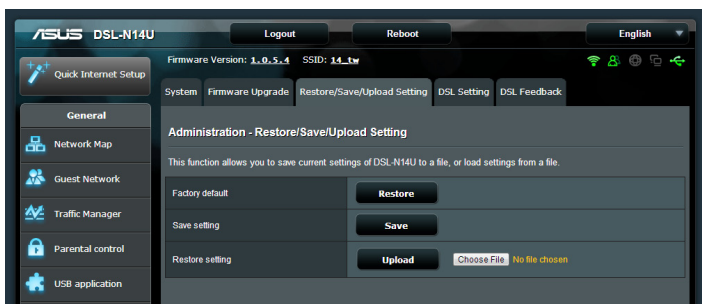 ASUS DSL-N14U Logout Reboot English
Quick Internet Setup
Firmware Version: 1.0.5.4 SSID: 14_tw
System Firmware Upgrade Restore/Save/Upload Setting DSL Setting DSL Feedback
General
Network Map
Guest Network
Traffic Manager
Parental control
USB application
Administration - Restore/Save/Upload Setting
This function allows you to save current settings of DSL-N14U to a file, or load settings from a file.
Factory default Restore
Save setting Save
Restore setting Upload Choose File No file chosen